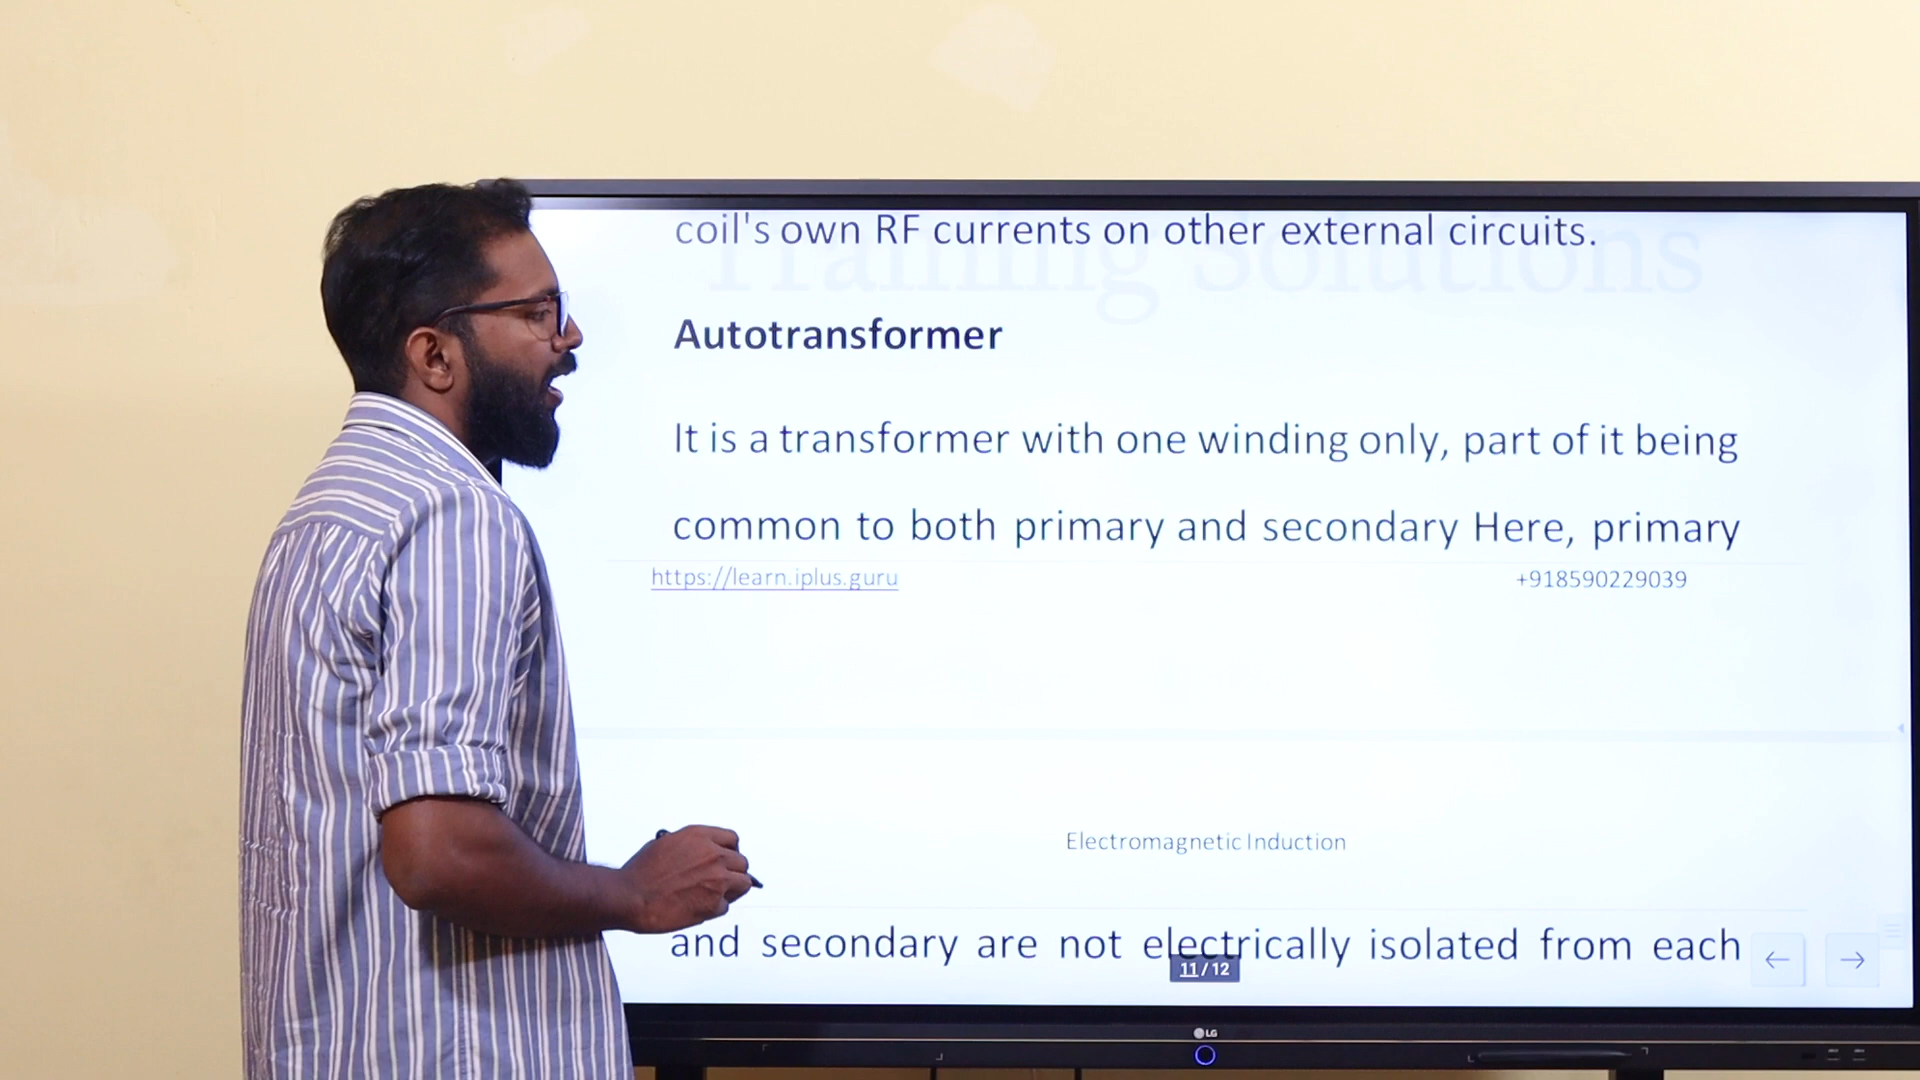 coil's own RF currents on other external circuits.
Training Solutions
Autotransformer
It is a transformer with one winding only, part of it being
common to both primary and secondary Here, primary
https://learn.iplus.guru
+918590229039
Electromagnetic Induction
and secondary are not electrically isolated from each
11 / 12
LG